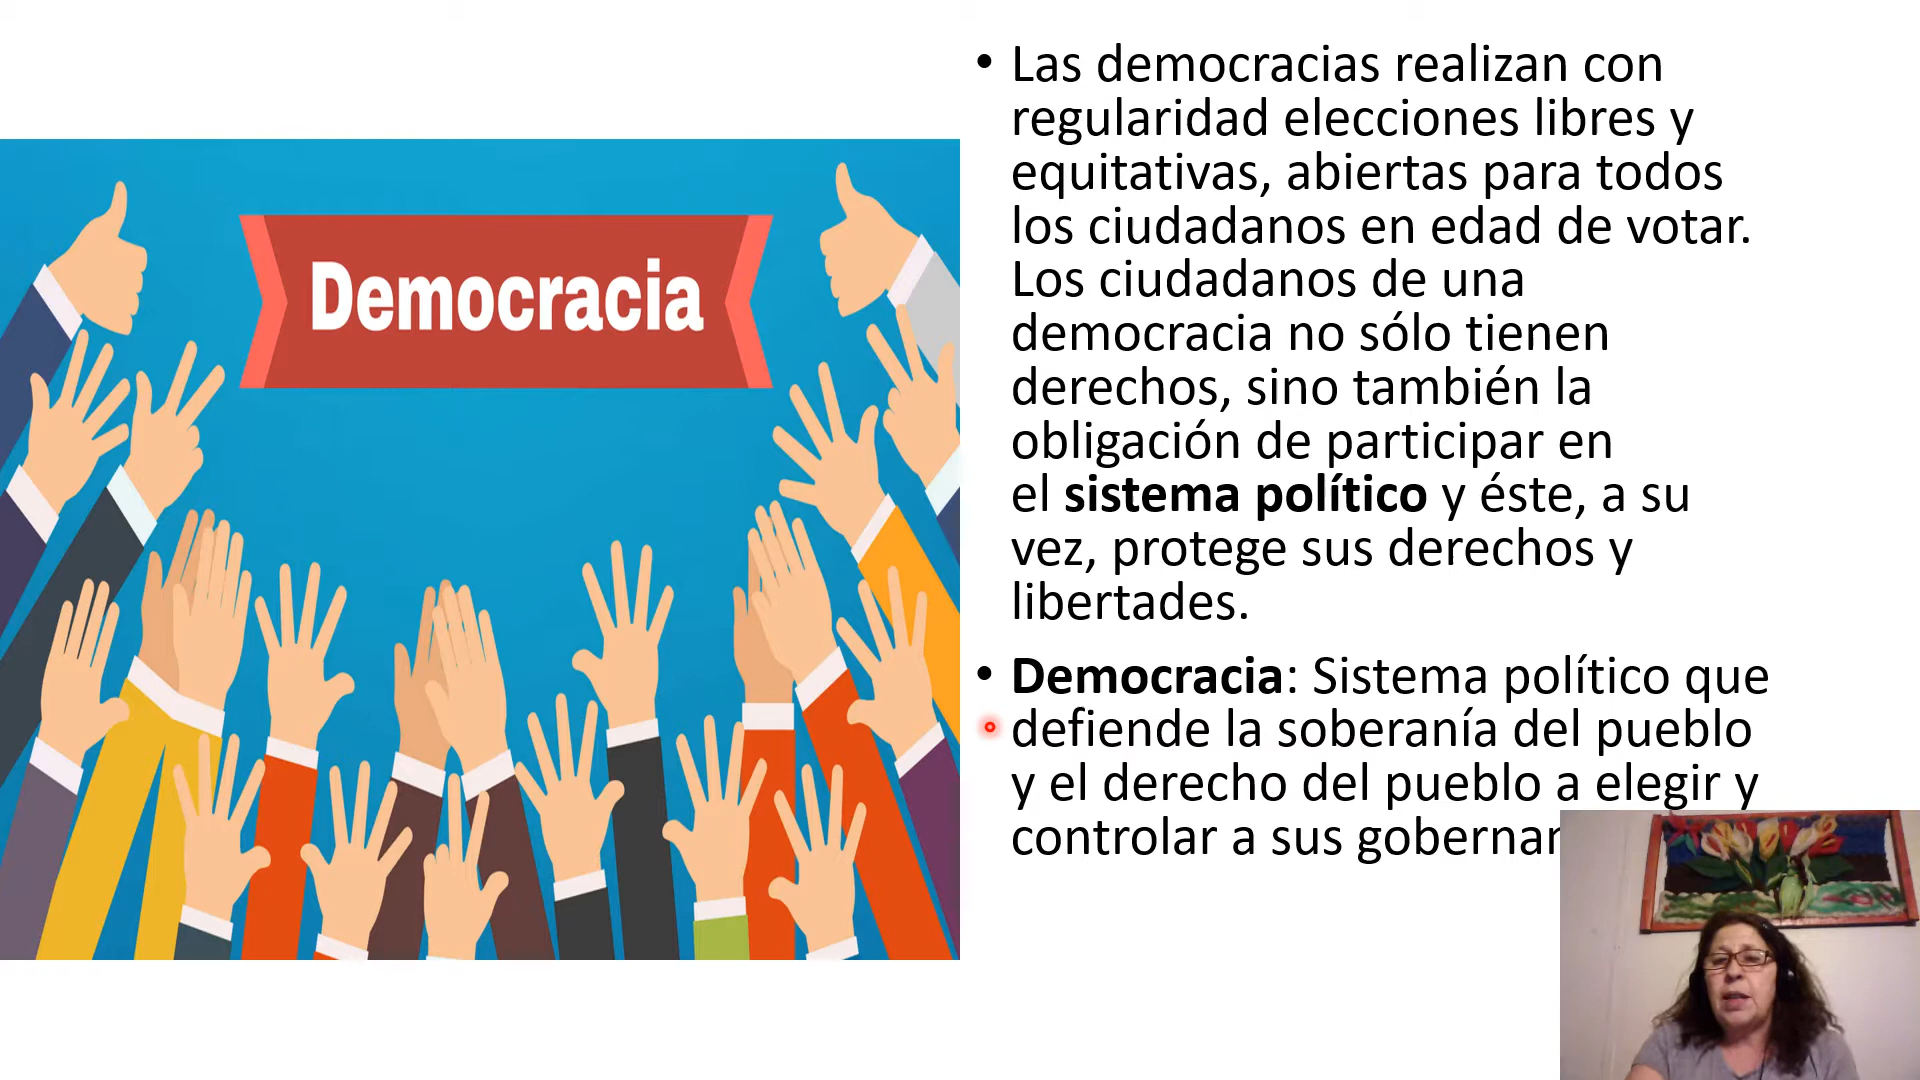 Democracia
• Las democracias realizan con
regularidad elecciones libres y
equitativas, abiertas para todos
los ciudadanos en edad de votar.
Los ciudadanos de una
democracia no sólo tienen
derechos, sino también la
obligación de participar en
el sistema político y éste, a su
vez, protege sus derechos y
libertades.
• Democracia: Sistema político que
defiende la soberanía del pueblo
y el derecho del pueblo a elegir y
controlar a sus